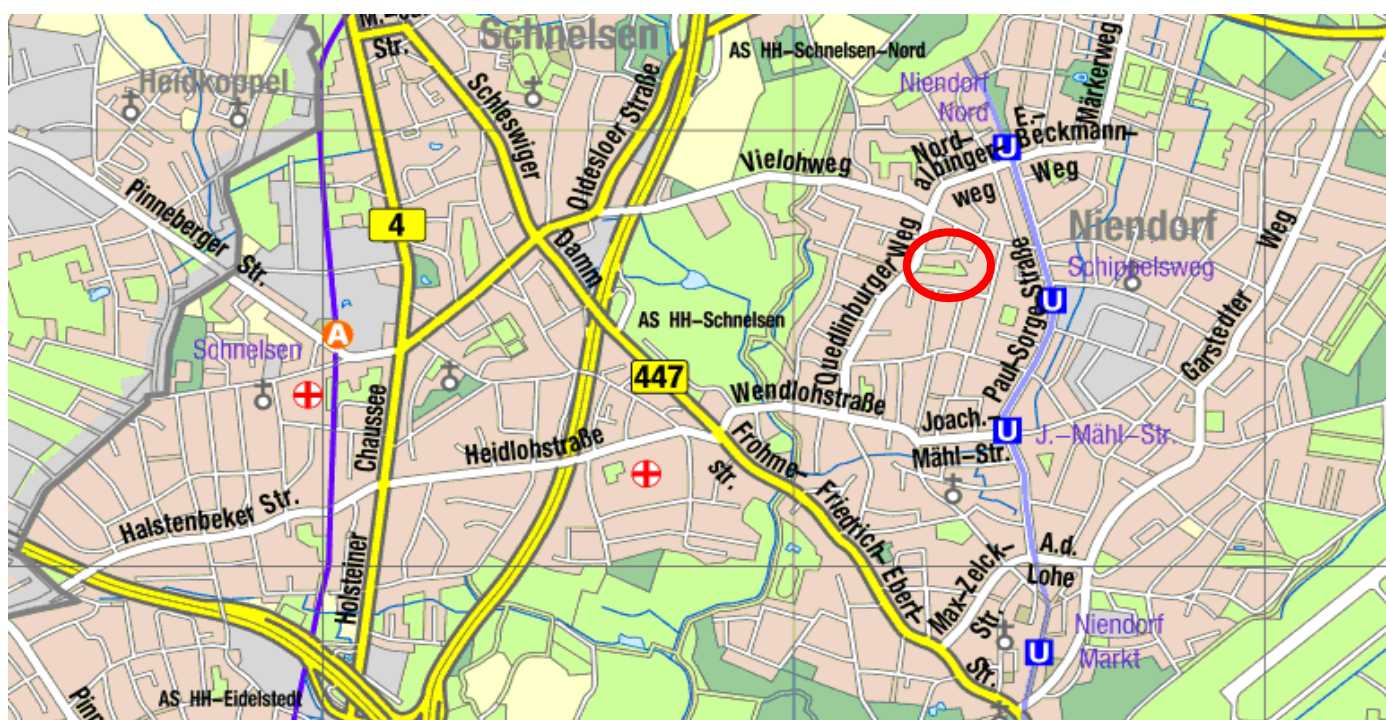 M.-
Str.
Schnelsen
AS HH-Schnelsen-Nord
Heidkoppel
Schleswiger
Damm
Oldesloer Straße
Niendorf
Nord
Märkerweg
E.-
Beckmann-
Weg
Nord-
albinger-
weg
Vielohweg
Pinneberger
Str.
4
Niendorf
Schippelsweg
Quedlinburger Weg
Paul-Sorge-Straße
Garstedter
Weg
U
U
AS HH-Schnelsen
A
Schnelsen
447
Wendlohstraße
Joach.-
Mähl-Str.
U
J.-Mähl-Str
Chaussee
Holsteiner
Heidlohstraße
Frohme-
str.
Halstenbeker Str.
Friedrich-
Ebert-
Str.
Max-Zelck-
Str.
A.d.
Lohe
Niendorf
Markt
U
AS HH-Eidelstedt